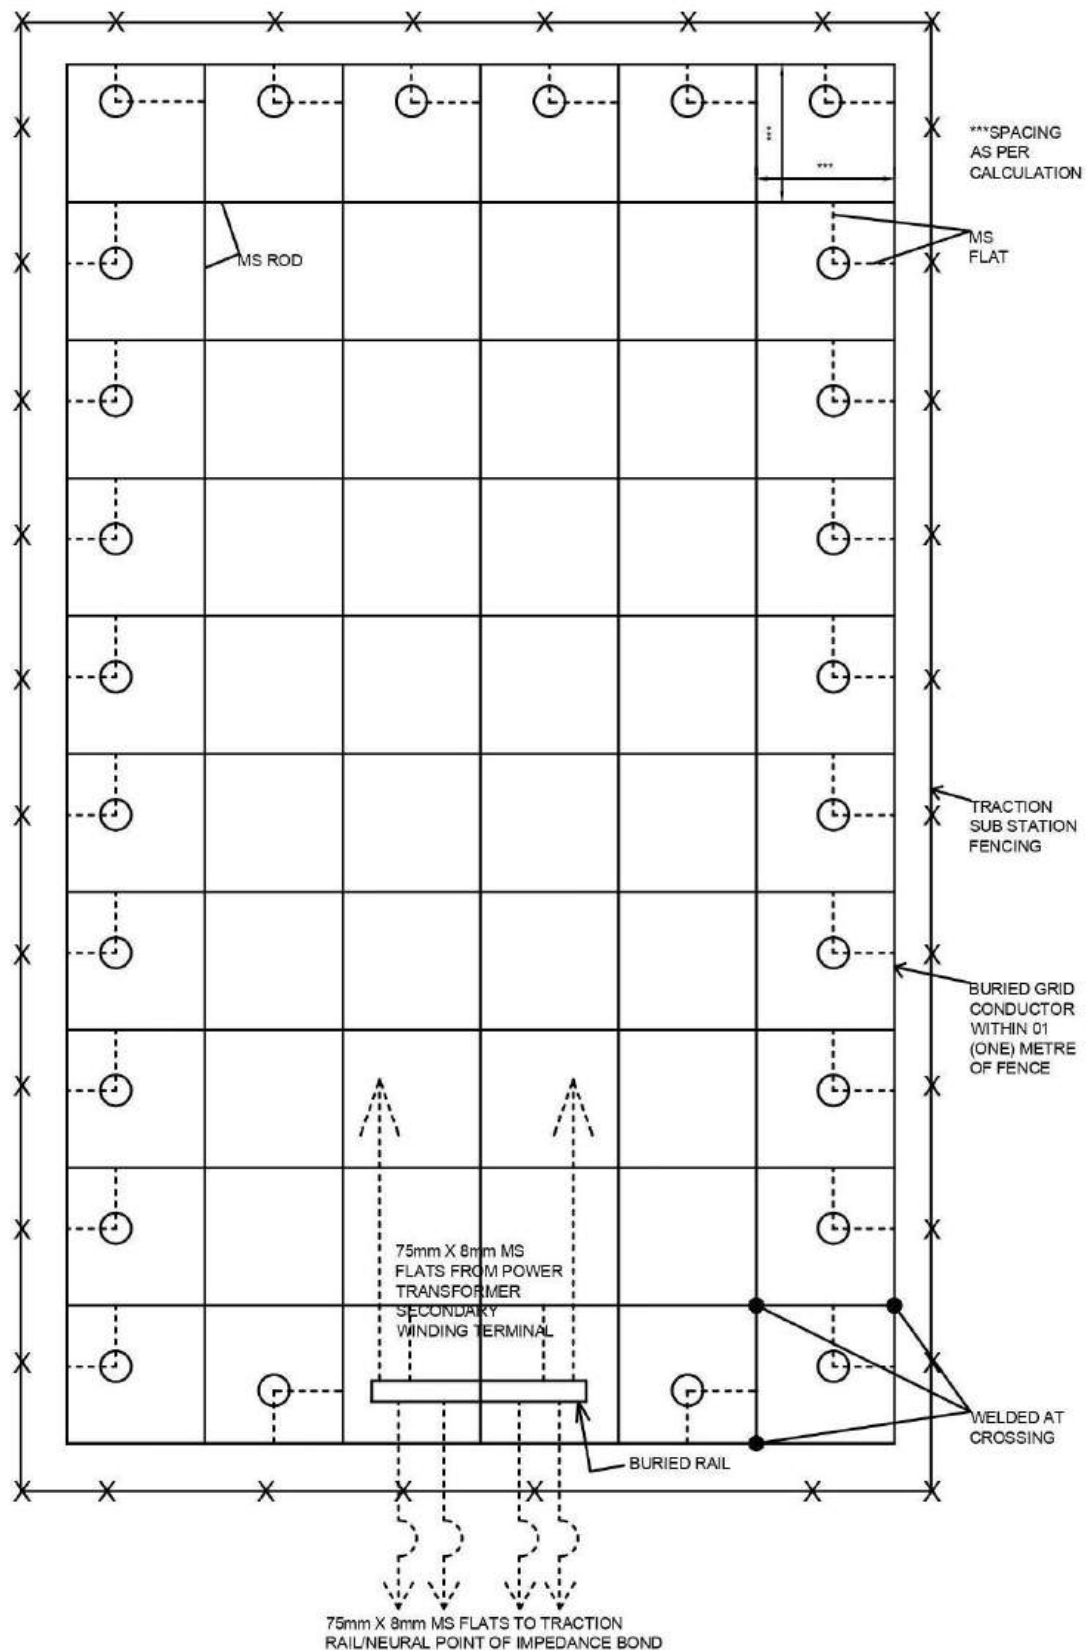 ***SPACING
AS PER
CALCULATION
***
***
MS ROD
MS
FLAT
TRACTION
SUB STATION
FENCING
BURIED GRID
CONDUCTOR
WITHIN 01
(ONE) METRE
OF FENCE
75mm X 8mm MS
FLATS FROM POWER
TRANSFORMER
SECONDARY
WINDING TERMINAL
WELDED AT
CROSSING
BURIED RAIL
75mm X 8mm MS FLATS TO TRACTION
RAIL/NEURAL POINT OF IMPEDANCE BOND